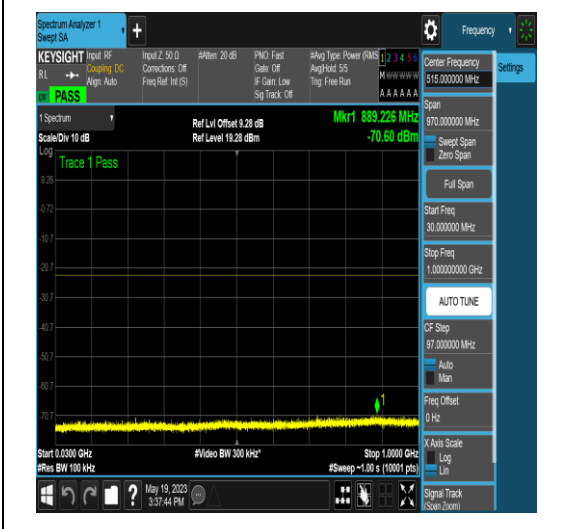 Spectrum Analyzer 1
Swept SA
Frequency
KEYSIGHT
RL
PASS
Input: RF
Coupling: DC
Align: Auto
Input Z: 50 Ω
Corrections: Off
Freq Ref: Int (S)
#Atten: 20 dB
PNO: Fast
Gate: Off
IF Gain: Low
Sig Track: Off
#Avg Type: Power (RMS
Avg|Hold: 5/5
Trig: Free Run
1 2 3 4 5 6
M W W W W W
A A A A A A
1 Spectrum
Scale/Div 10 dB
Ref Lvl Offset 9.28 dB
Ref Level 19.28 dBm
Mkr1 889.226 MHz
-70.60 dBm
Log
Trace 1 Pass
9.28
-0.72
-10.7
-20.7
-30.7
-40.7
-50.7
-60.7
-70.7
1
Start 0.0300 GHz
#Video BW 300 kHz*
Stop 1.0000 GHz
#Res BW 100 kHz
#Sweep ~1.00 s (10001 pts)
May 19, 2023
3:37:44 PM
Center Frequency
515.000000 MHz
Settings
Span
970.000000 MHz
Swept Span
Zero Span
Full Span
Start Freq
30.000000 MHz
Stop Freq
1.000000000 GHz
AUTO TUNE
CF Step
97.000000 MHz
Auto
Man
Freq Offset
0 Hz
X Axis Scale
Log
Lin
Signal Track
(Span Zoom)